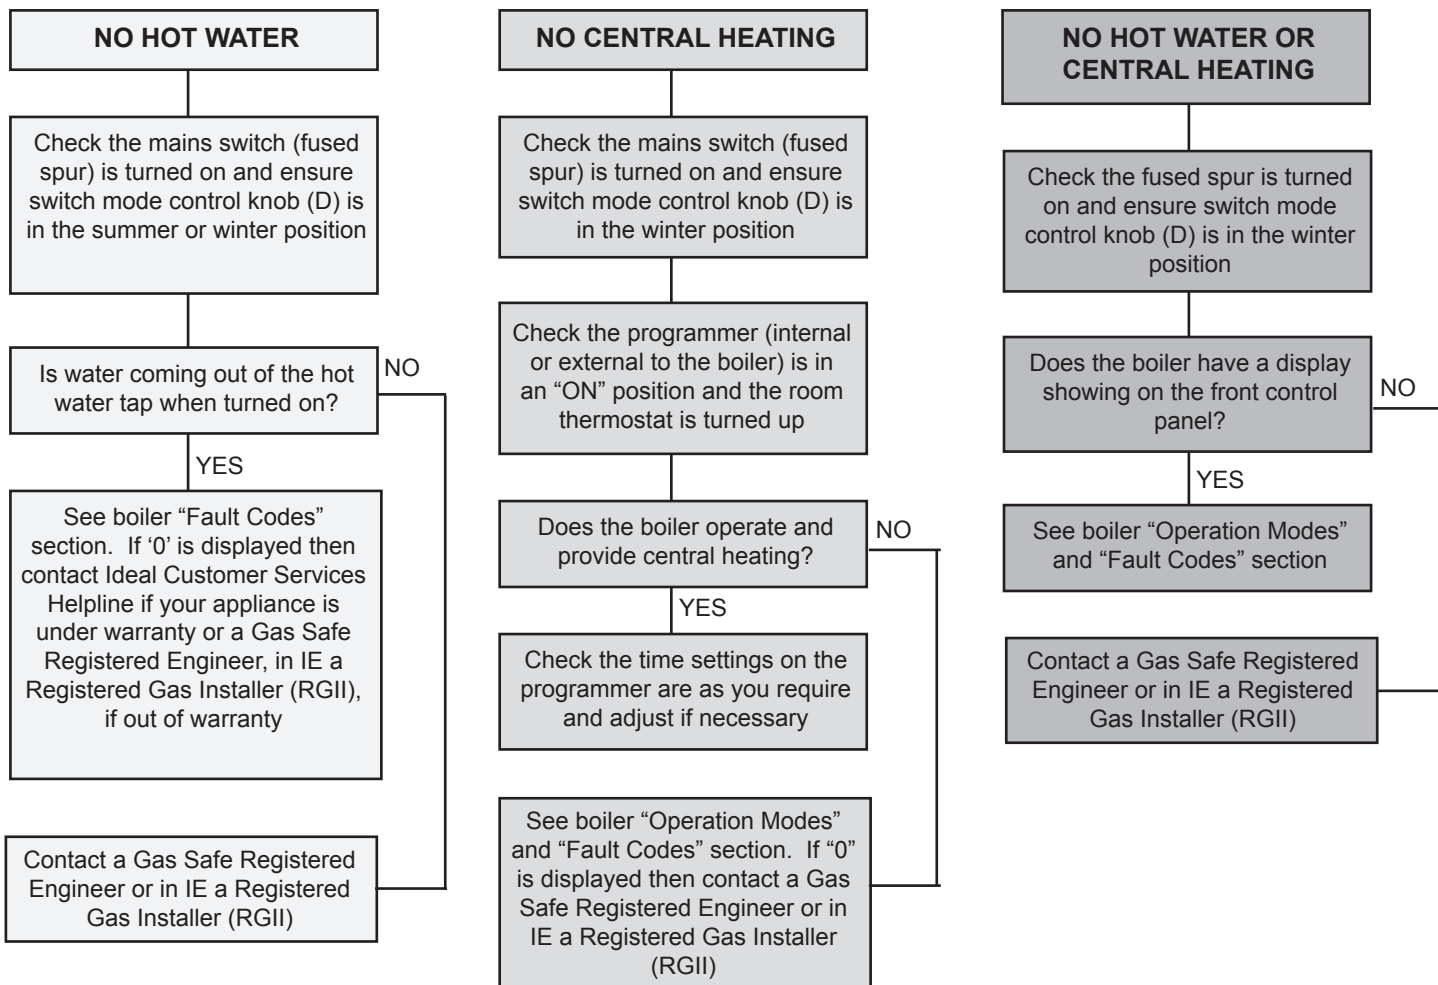 NO HOT WATER
Check the mains switch (fused
spur) is turned on and ensure
switch mode control knob (D) is
in the summer or winter position
Is water coming out of the hot
water tap when turned on?
NO
YES
See boiler “Fault Codes”
section.  If ‘0’ is displayed then
contact Ideal Customer Services
Helpline if your appliance is
under warranty or a Gas Safe
Registered Engineer, in IE a
Registered Gas Installer (RGII),
if out of warranty
Contact a Gas Safe Registered
Engineer or in IE a Registered
Gas Installer (RGII)
NO CENTRAL HEATING
Check the mains switch (fused
spur) is turned on and ensure
switch mode control knob (D) is
in the winter position
Check the programmer (internal
or external to the boiler) is in
an “ON” position and the room
thermostat is turned up
Does the boiler operate and
provide central heating?
NO
YES
Check the time settings on the
programmer are as you require
and adjust if necessary
See boiler “Operation Modes”
and “Fault Codes” section.  If “0”
is displayed then contact a Gas
Safe Registered Engineer or in
IE a Registered Gas Installer
(RGII)
NO HOT WATER OR
CENTRAL HEATING
Check the fused spur is turned
on and ensure switch mode
control knob (D) is in the winter
position
Does the boiler have a display
showing on the front control
panel?
NO
YES
See boiler “Operation Modes”
and “Fault Codes” section
Contact a Gas Safe Registered
Engineer or in IE a Registered
Gas Installer (RGII)